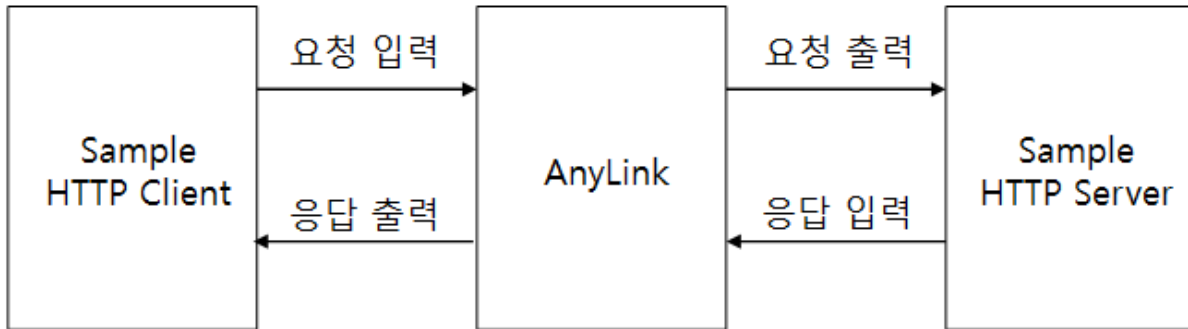 요청 입력
요청 출력
Sample
HTTP Client
AnyLink
Sample
HTTP Server
응답 출력
응답 입력